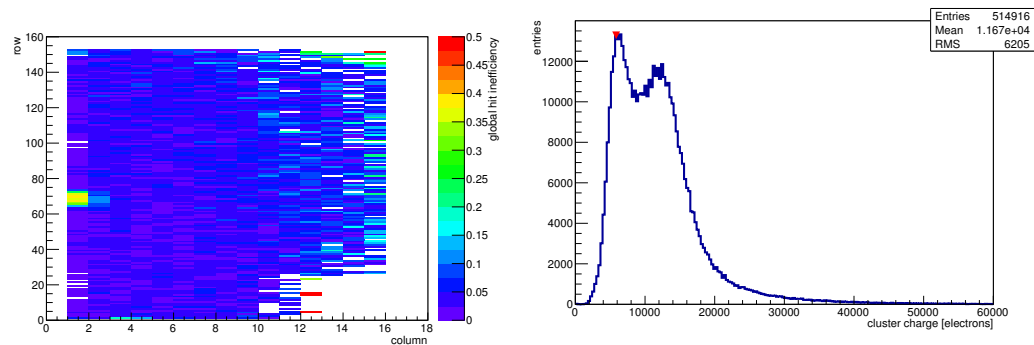 row
160
140
120
100
80
60
40
20
0
0 2 4 6 8 10 12 14 16 18
column
0.5
0.45
0.4
0.35
0.3
0.25
0.2
0.15
0.1
0.05
0
global hit inefficiency
Entries 514916
Mean 1.167e+04
RMS 6205
entries
12000
10000
8000
6000
4000
2000
0
0 10000 20000 30000 40000 50000 60000
cluster charge [electrons]